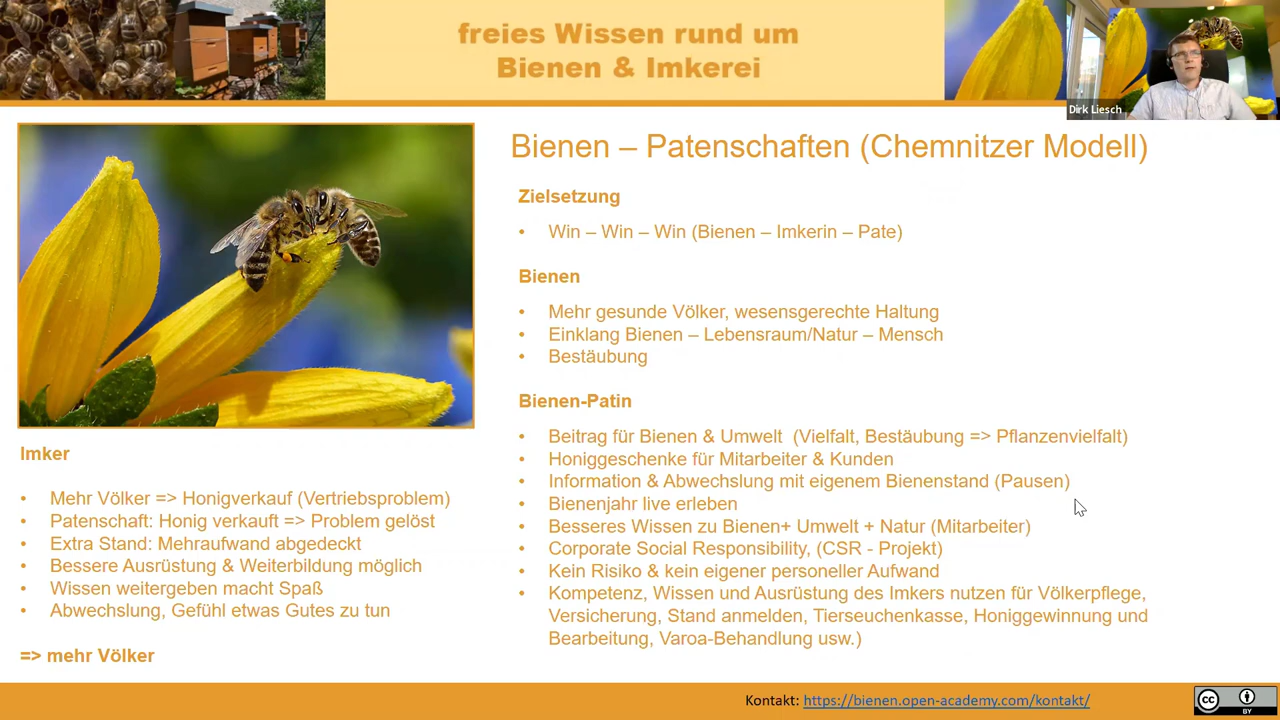 freies Wissen rund um
Bienen & Imkerei
Dirk Liesch
Bienen – Patenschaften (Chemnitzer Modell)
Zielsetzung
• Win – Win – Win (Bienen – Imkerin – Pate)
Bienen
• Mehr gesunde Völker, wesensgerechte Haltung
• Einklang Bienen – Lebensraum/Natur – Mensch
• Bestäubung
Bienen-Patin
• Beitrag für Bienen & Umwelt (Vielfalt, Bestäubung => Pflanzenvielfalt)
• Honiggeschenke für Mitarbeiter & Kunden
• Information & Abwechslung mit eigenem Bienenstand (Pausen)
• Bienenjahr live erleben
• Besseres Wissen zu Bienen+ Umwelt + Natur (Mitarbeiter)
• Corporate Social Responsibility, (CSR - Projekt)
• Kein Risiko & kein eigener personeller Aufwand
• Kompetenz, Wissen und Ausrüstung des Imkers nutzen für Völkerpflege,
Versicherung, Stand anmelden, Tierseuchenkasse, Honiggewinnung und
Bearbeitung, Varoa-Behandlung usw.)
Imker
• Mehr Völker => Honigverkauf (Vertriebsproblem)
• Patenschaft: Honig verkauft => Problem gelöst
• Extra Stand: Mehraufwand abgedeckt
• Bessere Ausrüstung & Weiterbildung möglich
• Wissen weitergeben macht Spaß
• Abwechslung, Gefühl etwas Gutes zu tun
=> mehr Völker
Kontakt: https://bienen.open-academy.com/kontakt/
cc
BY